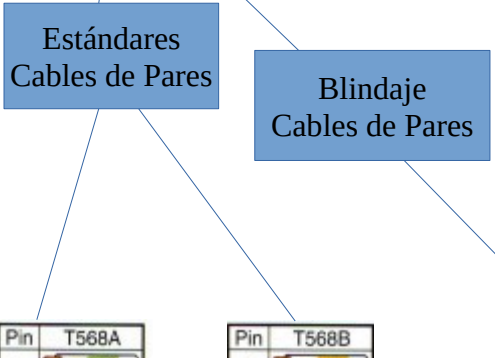 Estándares
Cables de Pares
Blindaje
Cables de Pares
Pin T568A
Pin T568B